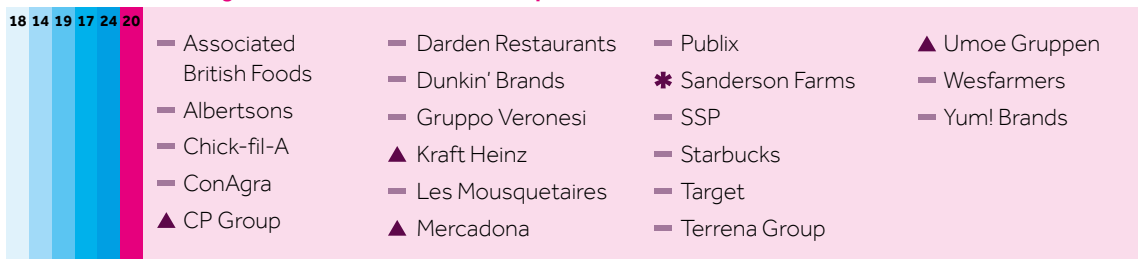 18 14 19 17 24 20
Associated
British Foods
Albertsons
Chick-fil-A
ConAgra
▲ CP Group
Darden Restaurants
Dunkin’ Brands
Gruppo Veronesi
▲ Kraft Heinz
Les Mousquetaires
▲ Mercadona
Publix
✱ Sanderson Farms
SSP
Starbucks
Target
Terrena Group
▲ Umoe Gruppen
Wesfarmers
Yum! Brands